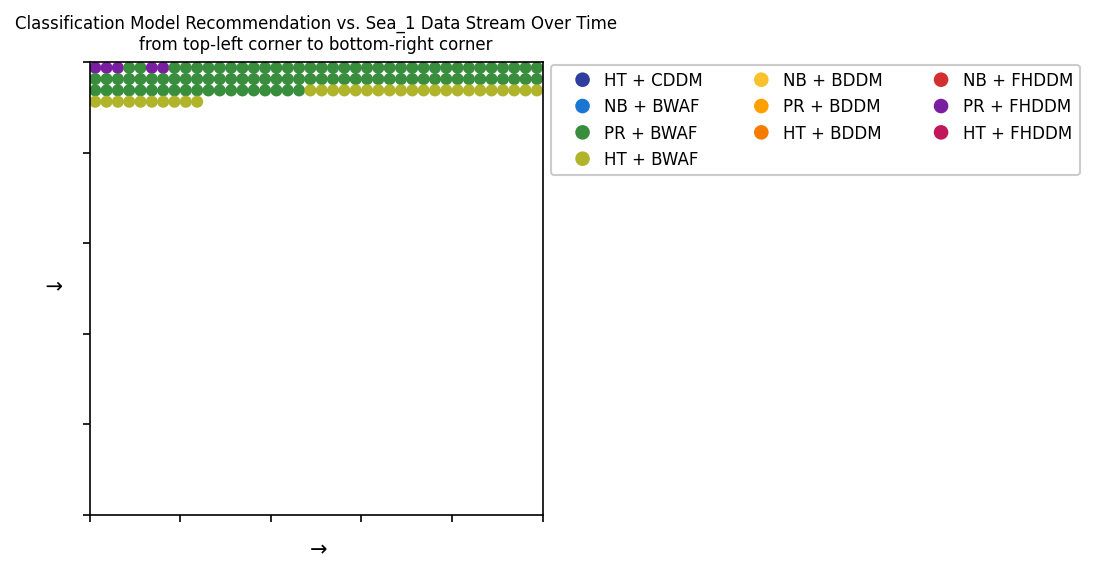 Classification Model Recommendation vs. Sea_1 Data Stream Over Time
from top-left corner to bottom-right corner
HT + CDDM
NB + BWAF
PR + BWAF
HT + BWAF
NB + BDDM
PR + BDDM
HT + BDDM
NB + FHDDM
PR + FHDDM
HT + FHDDM
→
→